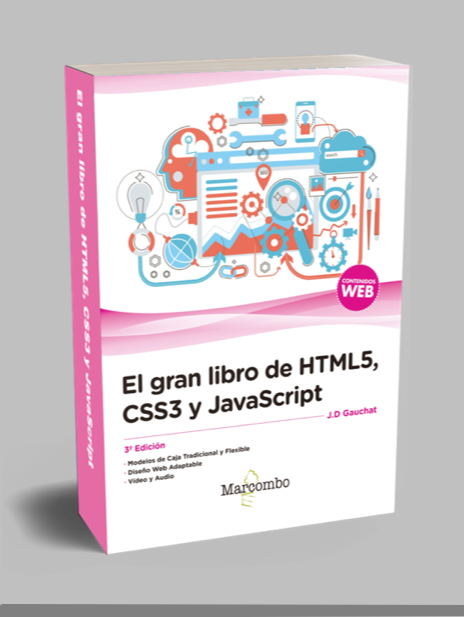 El gran libro de HTML5, CSS3 y JavaScript
CONTENIDOS
WEB
El gran libro de HTML5,
CSS3 y JavaScript
J.D Gauchat
3ª Edición
· Modelos de Caja Tradicional y Flexible
· Diseño Web Adaptable
· Vídeo y Audio
Marcombo